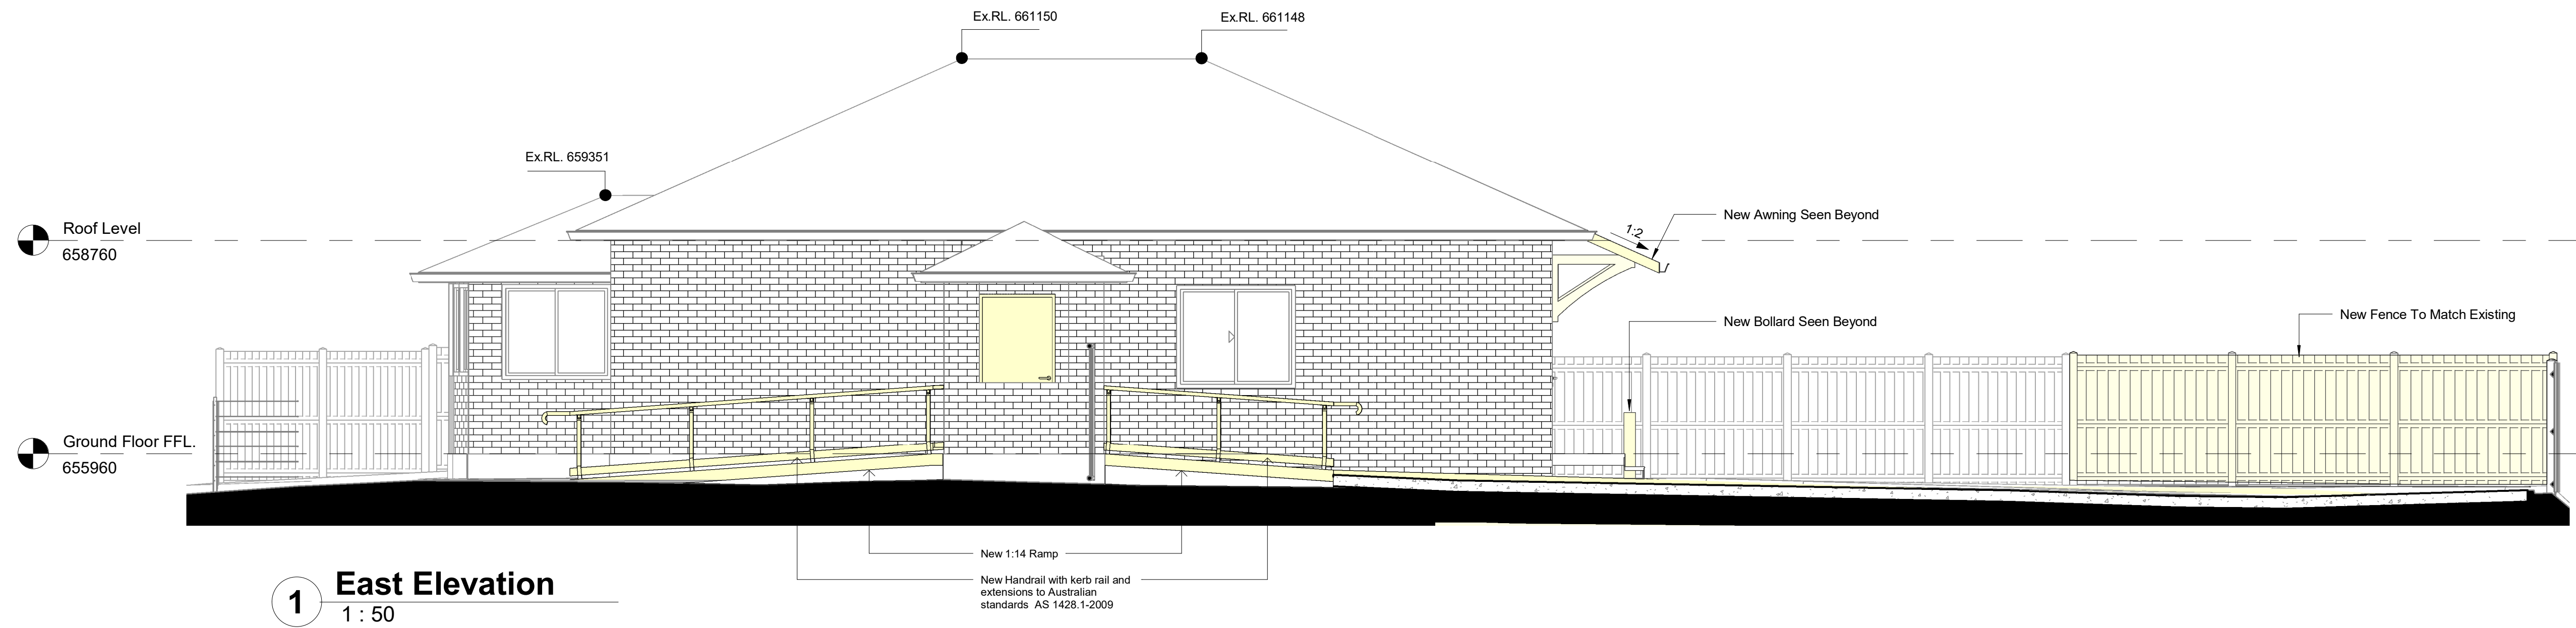 Ex.RL. 661150
Ex.RL. 661148
Ex.RL. 659351
Roof Level
658760
1:2
New Awning Seen Beyond
New Bollard Seen Beyond
New Fence To Match Existing
Ground Floor FFL.
655960
New 1:14 Ramp
New Handrail with kerb rail and
extensions to Australian
standards AS 1428.1-2009
1
East Elevation
1 : 50